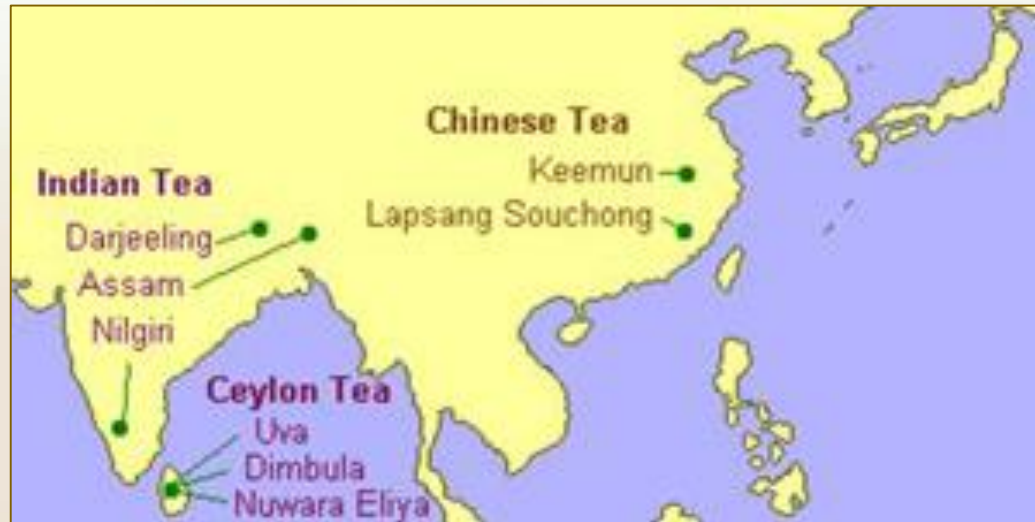 Chinese Tea
Keemun
Lapsang Souchong
Indian Tea
Darjeeling
Assam
Nilgiri
Ceylon Tea
Uva
Dimbula
Nuwara Eliya